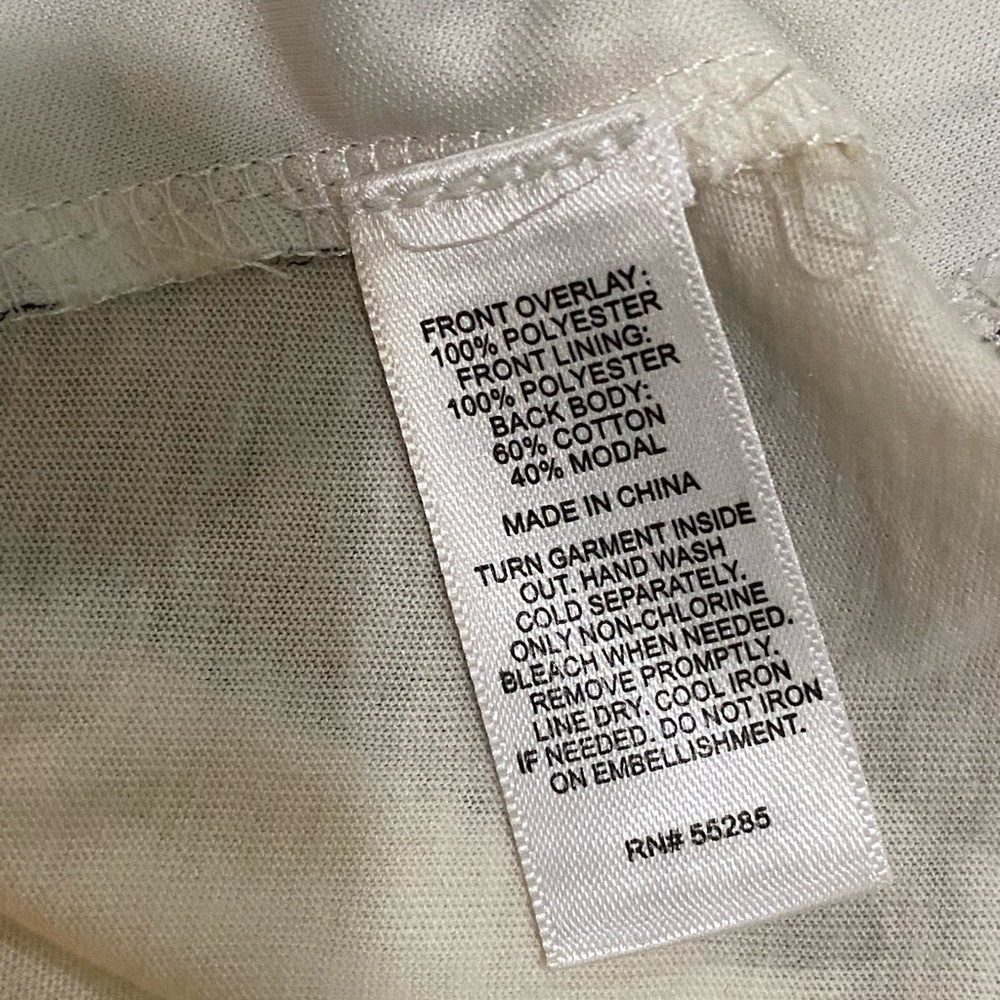 FRONT OVERLAY:
100% POLYESTER
FRONT LINING:
100% POLYESTER
BACK BODY:
60% COTTON
40% MODAL
MADE IN CHINA
TURN GARMENT INSIDE
OUT. HAND WASH
COLD SEPARATELY.
ONLY NON-CHLORINE
BLEACH WHEN NEEDED.
REMOVE PROMPTLY.
LINE DRY. COOL IRON
IF NEEDED. DO NOT IRON
ON EMBELLISHMENT.
RN# 55285